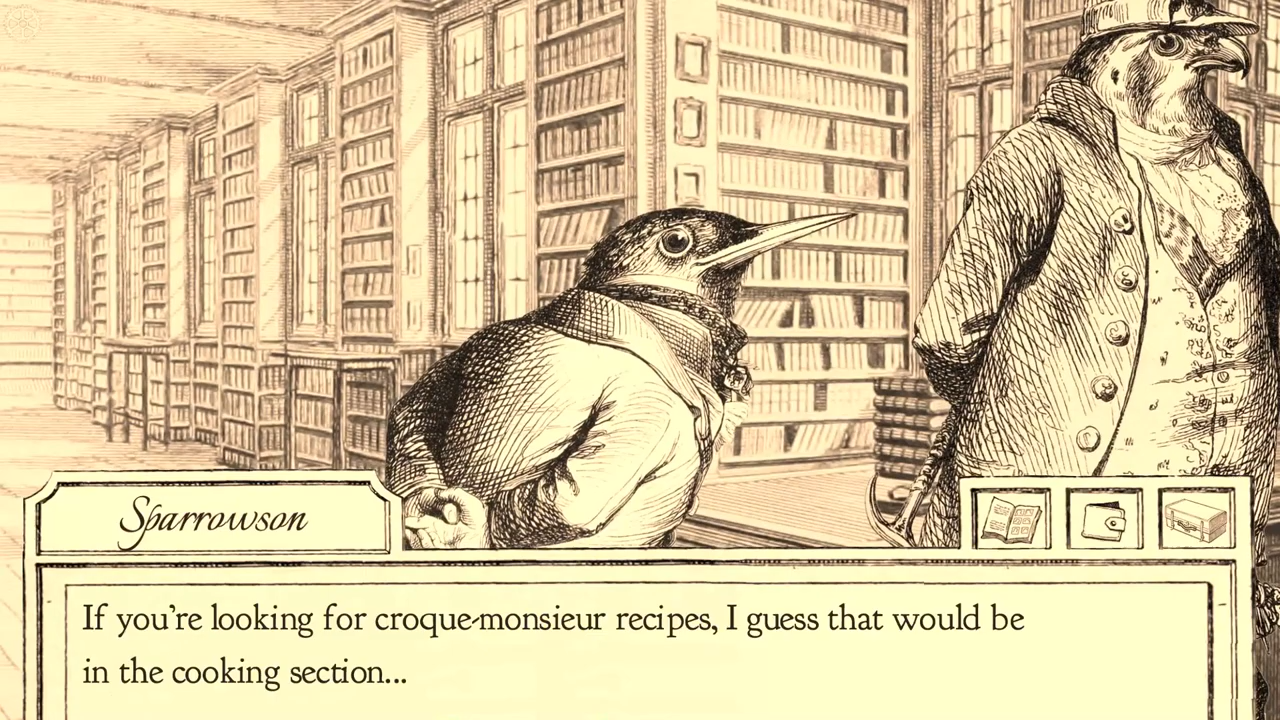 Sparrowson
If you're looking for croque-monsieur recipes, I guess that would be
in the cooking section...